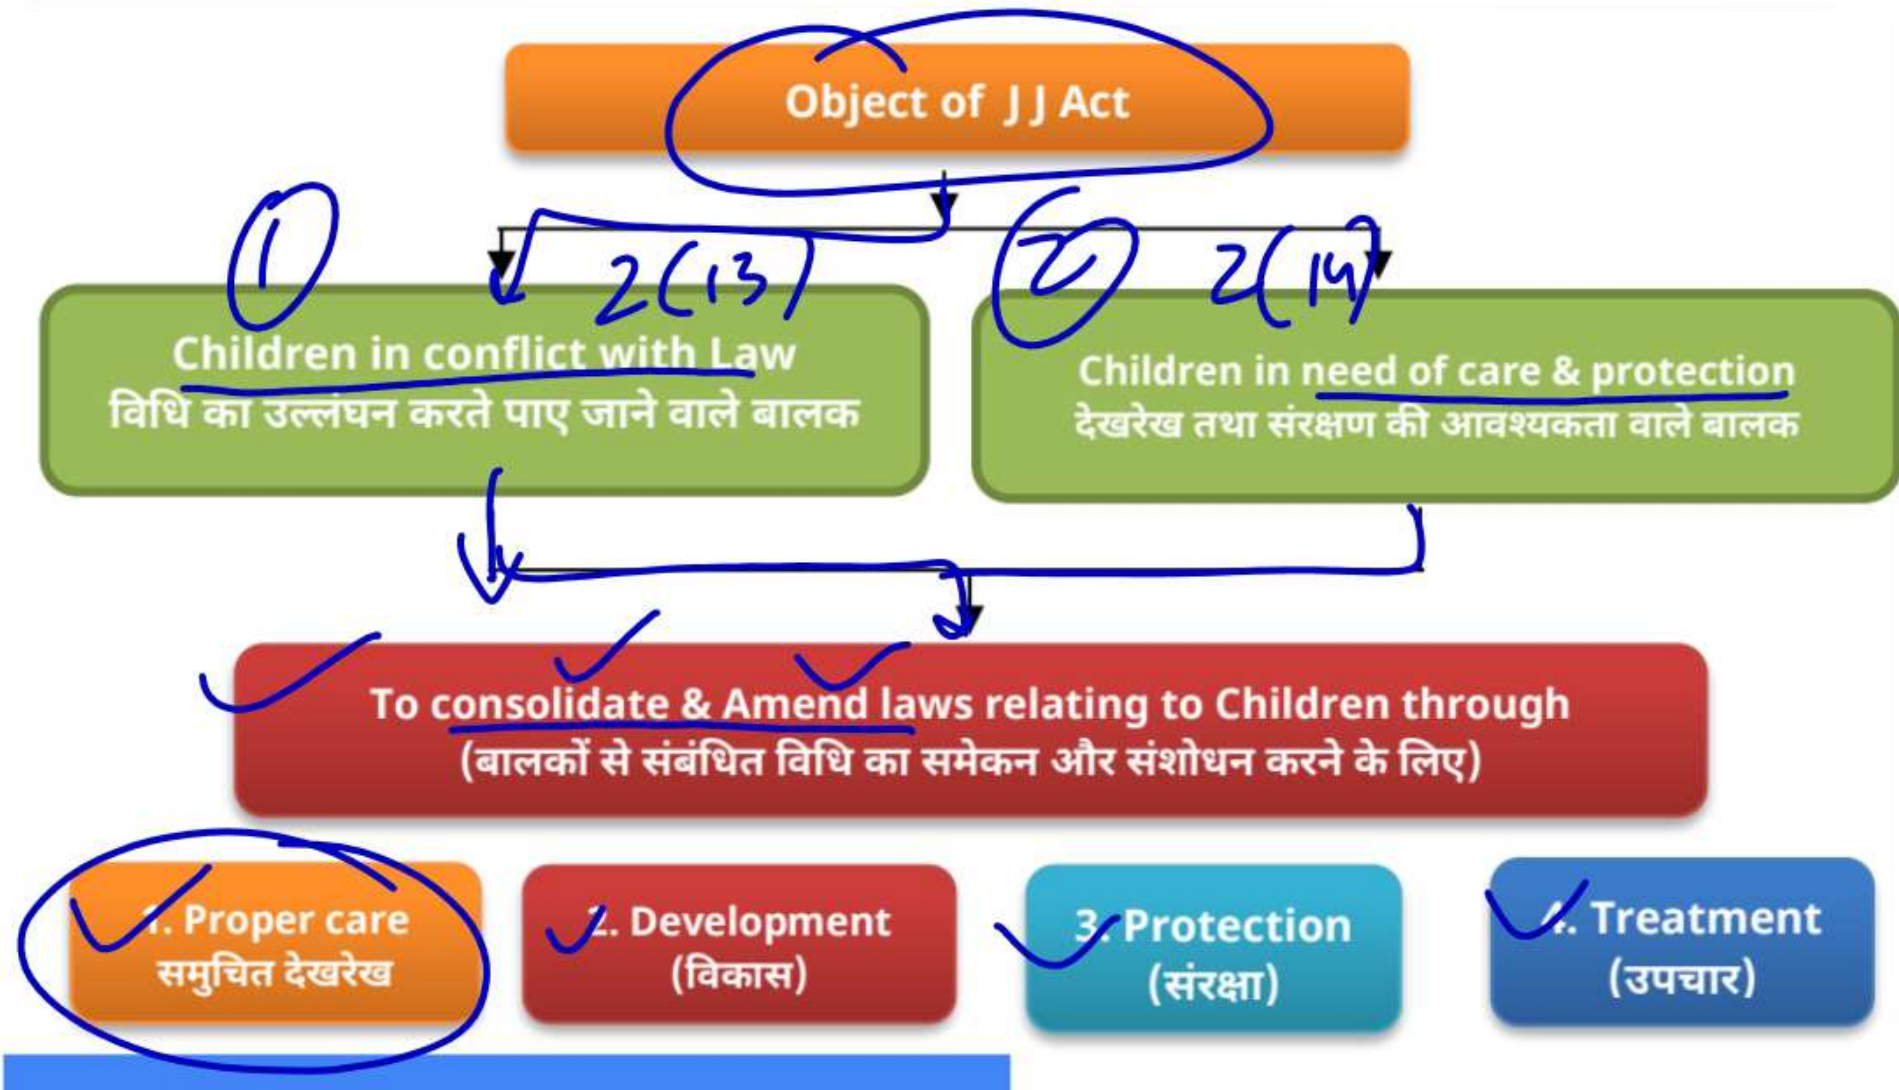 Object of J J Act
1
2(13)
2
2(14)
Children in conflict with Law
विधि का उल्लंघन करते पाए जाने वाले बालक
Children in need of care & protection
देखरेख तथा संरक्षण की आवश्यकता वाले बालक
To consolidate & Amend laws relating to Children through
(बालकों से संबंधित विधि का समेकन और संशोधन करने के लिए)
1. Proper care
समुचित देखरेख
2. Development
(विकास)
3. Protection
(संरक्षा)
4. Treatment
(उपचार)